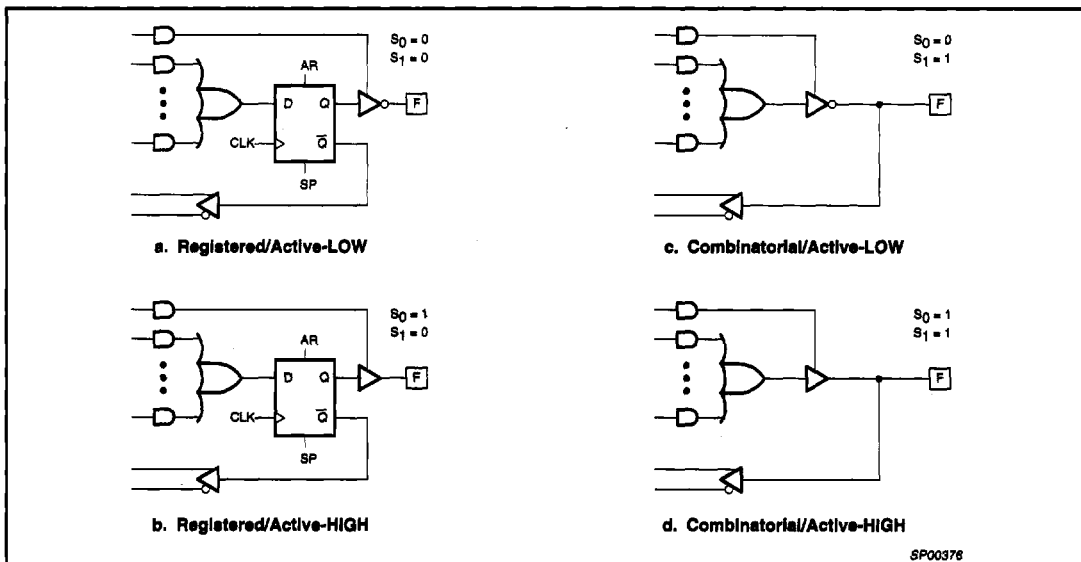 S0 = 0
S1 = 0
AR
D Q
F
CLK
Q̅
SP
a. Registered/Active-LOW
S0 = 0
S1 = 1
F
c. Combinatorial/Active-LOW
S0 = 1
S1 = 0
AR
D Q
F
CLK
Q̅
SP
b. Registered/Active-HIGH
S0 = 1
S1 = 1
F
d. Combinatorial/Active-HIGH
SP00376